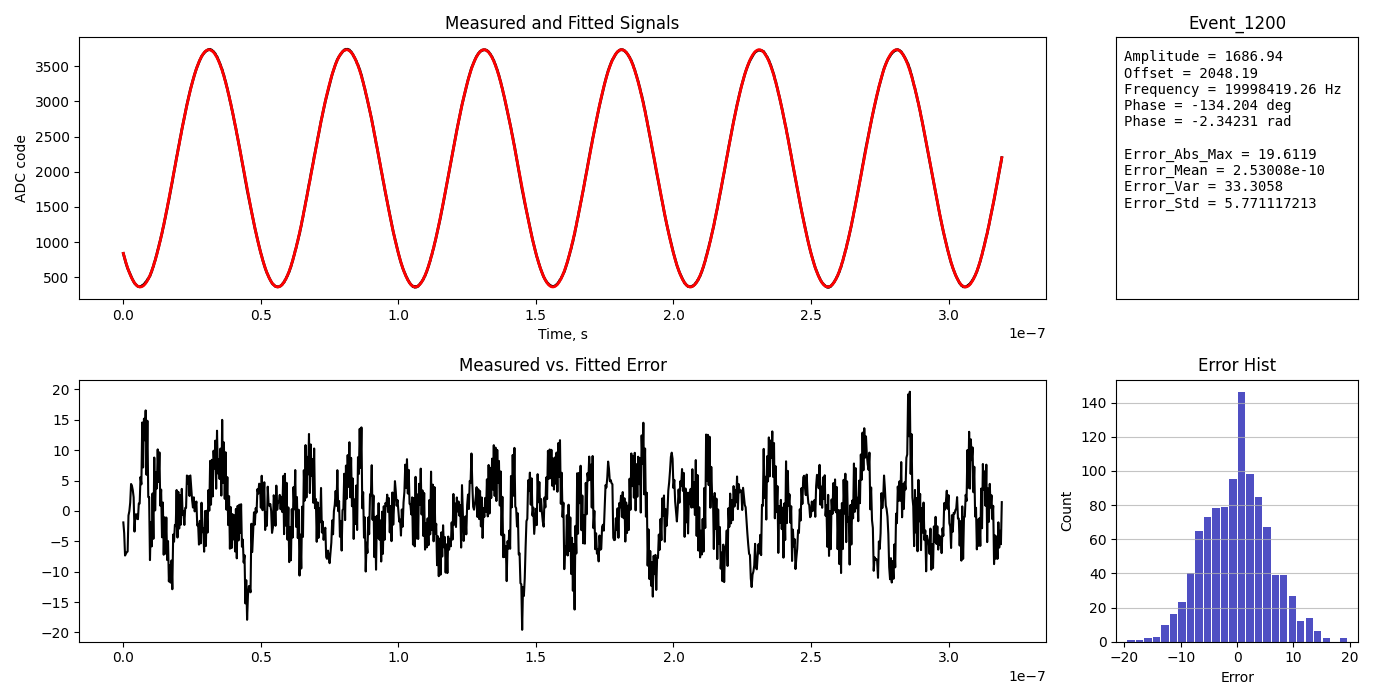 Measured and Fitted Signals
ADC code
3500
3000
2500
2000
1500
1000
500
0.0 0.5 1.0 1.5 2.0 2.5 3.0
Time, s
1e−7
Event_1200
Amplitude = 1686.94
Offset = 2048.19
Frequency = 19998419.26 Hz
Phase = -134.204 deg
Phase = -2.34231 rad
Error_Abs_Max = 19.6119
Error_Mean = 2.53008e-10
Error_Var = 33.3058
Error_Std = 5.771117213
Measured vs. Fitted Error
20
15
10
5
0
−5
−10
−15
−20
0.0 0.5 1.0 1.5 2.0 2.5 3.0
1e−7
Error Hist
Count
140
120
100
80
60
40
20
0
−20 −10 0 10 20
Error